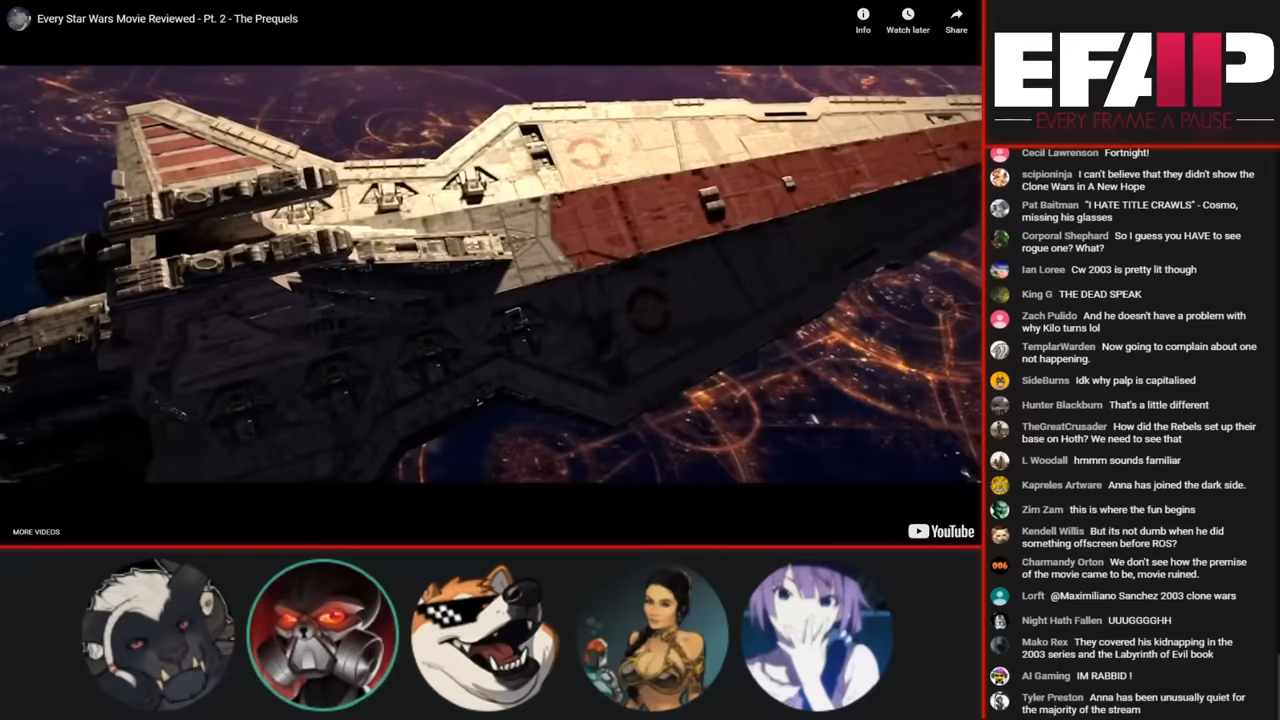 Every Star Wars Movie Reviewed - Pt. 2 - The Prequels
Info
Watch later
Share
MORE VIDEOS
YouTube
EFAP
EVERY FRAME A PAUSE
Cecil Lawrenson Fortnight!
scipioninja I can't believe that they didn't show the
Clone Wars in A New Hope
Pat Baitman "I HATE TITLE CRAWLS" - Cosmo,
missing his glasses
Corporal Shephard So I guess you HAVE to see
rogue one? What?
Ian Loree Cw 2003 is pretty lit though
King G THE DEAD SPEAK
Zach Pulido And he doesn't have a problem with
why Kilo turns lol
TemplarWarden Now going to complain about one
not happening.
SideBurns Idk why palp is capitalised
Hunter Blackburn That's a little different
TheGreatCrusader How did the Rebels set up their
base on Hoth? We need to see that
L Woodall hmmm sounds familiar
Kapreles Artware Anna has joined the dark side.
Zim Zam this is where the fun begins
Kendell Willis But its not dumb when he did
something offscreen before ROS?
Charmandy Orton We don't see how the premise
of the movie came to be, movie ruined.
Lorft @Maximiliano Sanchez 2003 clone wars
Night Hath Fallen UUUGGGGHH
Mako Rex They covered his kidnapping in the
2003 series and the Labyrinth of Evil book
AI Gaming IM RABBID !
Tyler Preston Anna has been unusually quiet for
the majority of the stream